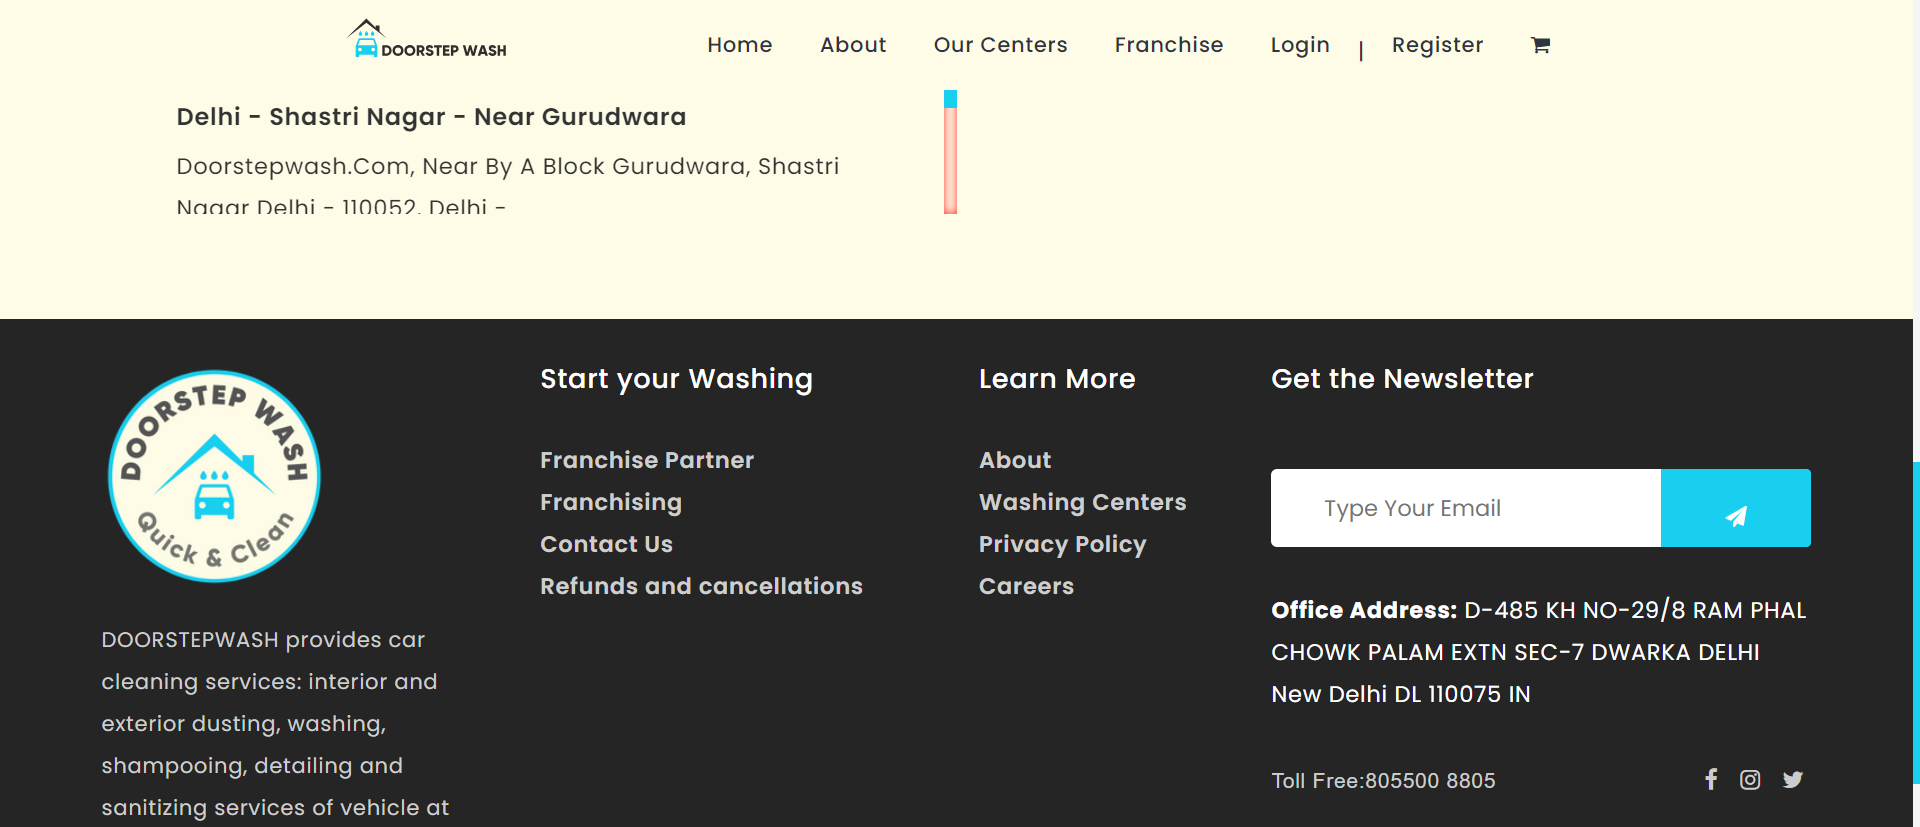 DOORSTEP WASH
Home About Our Centers Franchise Login | Register
Delhi - Shastri Nagar - Near Gurudwara
Doorstepwash.Com, Near By A Block Gurudwara, Shastri
Nagar Delhi - 110052, Delhi -
DOORSTEP WASH
Quick & Clean
DOORSTEPWASH provides car
cleaning services: interior and
exterior dusting, washing,
shampooing, detailing and
sanitizing services of vehicle at
Start your Washing
Franchise Partner
Franchising
Contact Us
Refunds and cancellations
Learn More
About
Washing Centers
Privacy Policy
Careers
Get the Newsletter
Type Your Email
Office Address: D-485 KH NO-29/8 RAM PHAL
CHOWK PALAM EXTN SEC-7 DWARKA DELHI
New Delhi DL 110075 IN
Toll Free:805500 8805